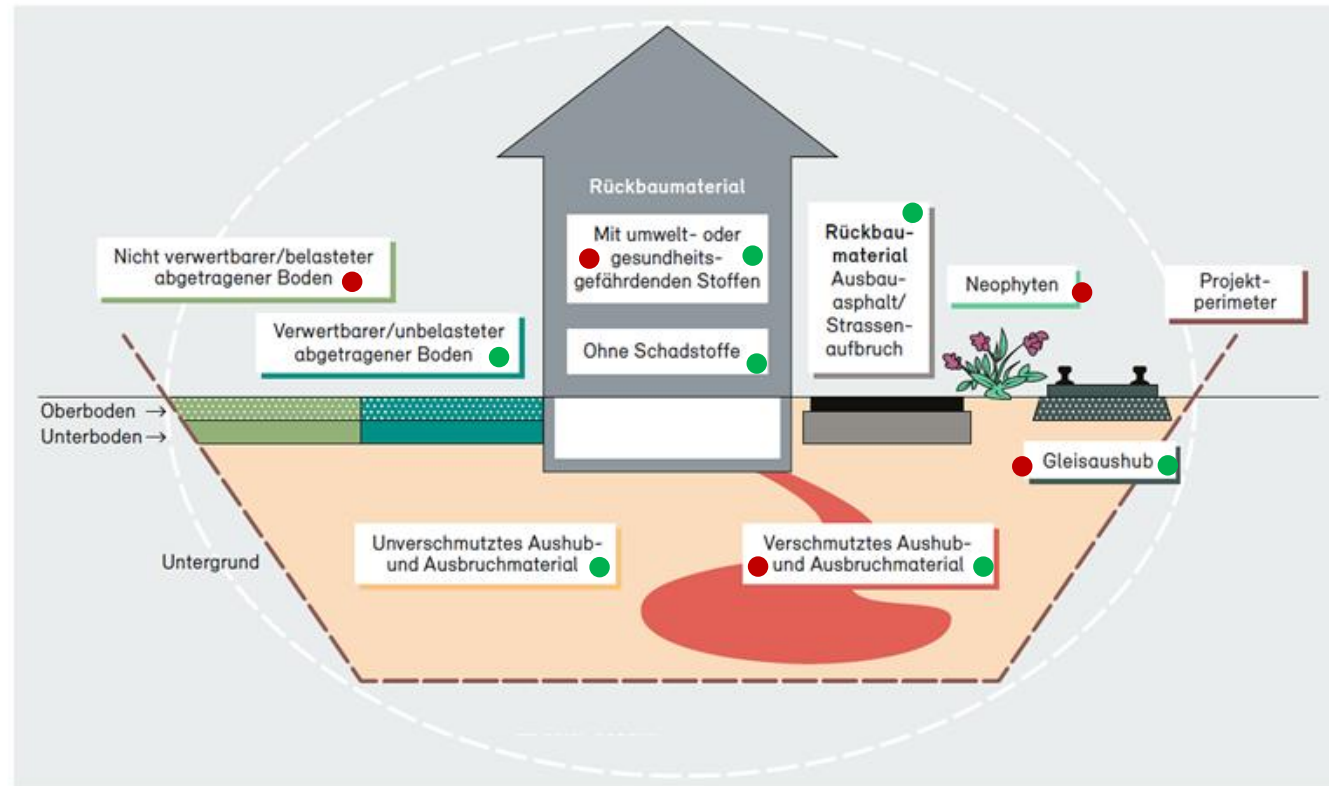 Rückbaumaterial
Mit umwelt- oder
gesundheits-
gefährdenden Stoffen
Ohne Schadstoffe
Nicht verwertbarer/belasteter
abgetragener Boden
Verwertbarer/unbelasteter
abgetragener Boden
Rückbau-
material
Ausbau-
asphalt/
Strassen-
aufbruch
Neophyten
Projekt-
perimeter
Oberboden →
Unterboden →
Gleisaushub
Untergrund
Unverschmutztes Aushub-
und Ausbruchmaterial
Verschmutztes Aushub-
und Ausbruchmaterial